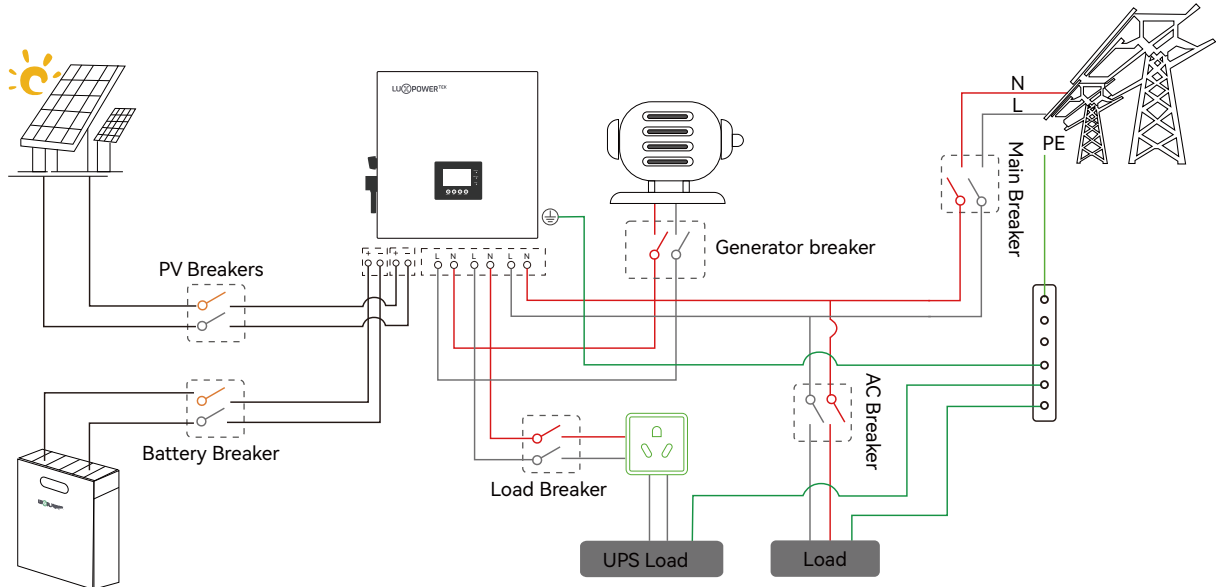 LUXPOWERTEK
N
L
PE
Main Breaker
Generator breaker
+ - + -
L N L N L N
PV Breakers
AC Breaker
Battery Breaker
Load Breaker
UPS Load
Load